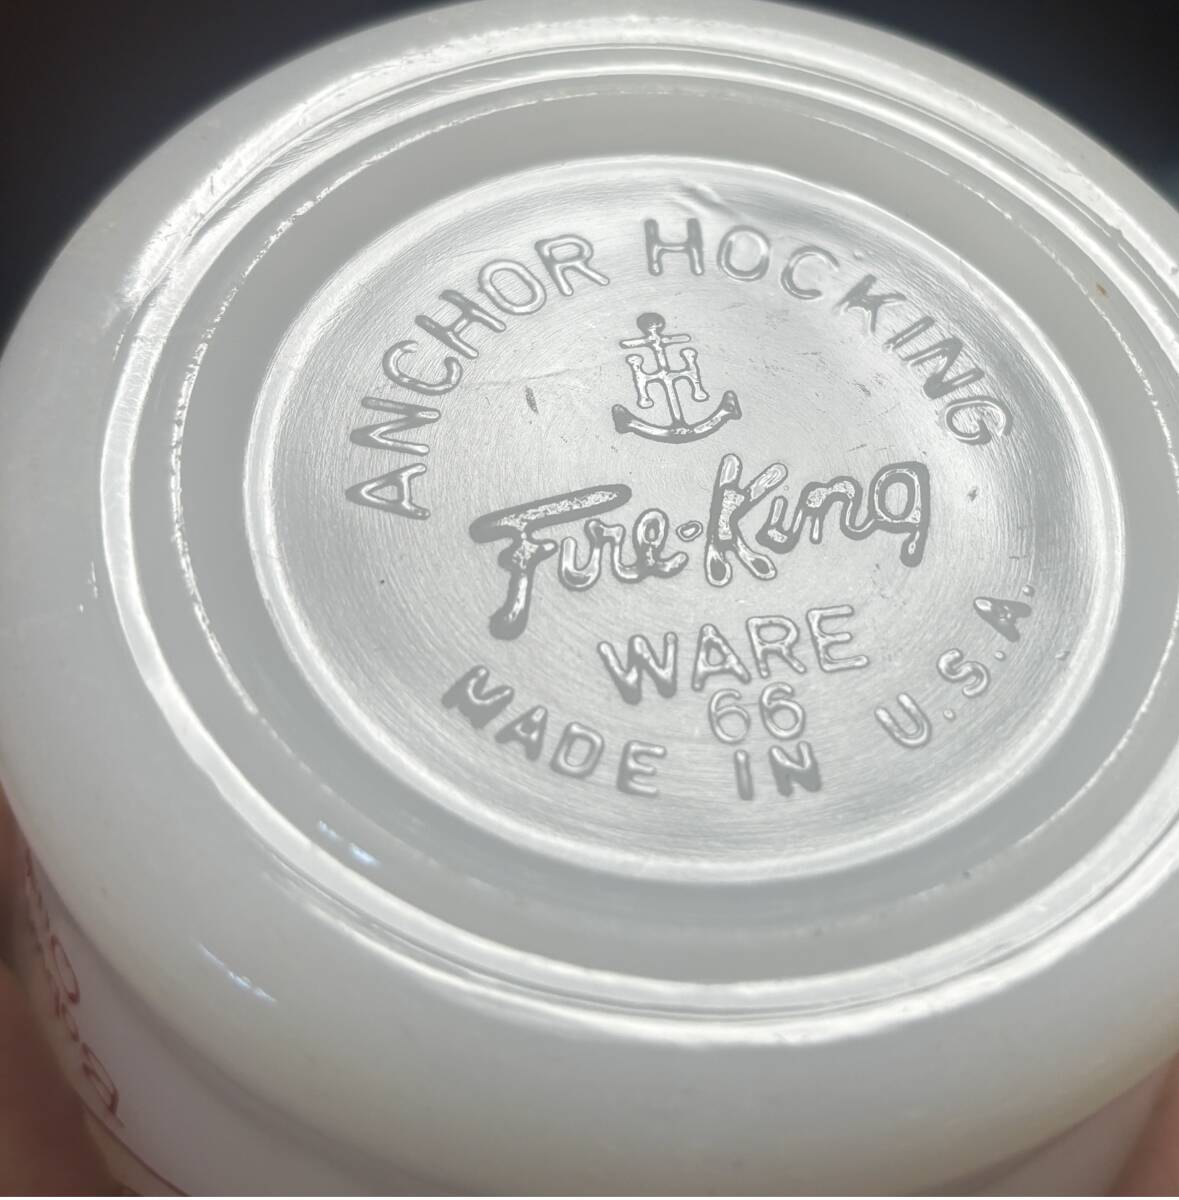 ANCHOR HOCKING
Fire-King
WARE
66
MADE IN U.S.A.